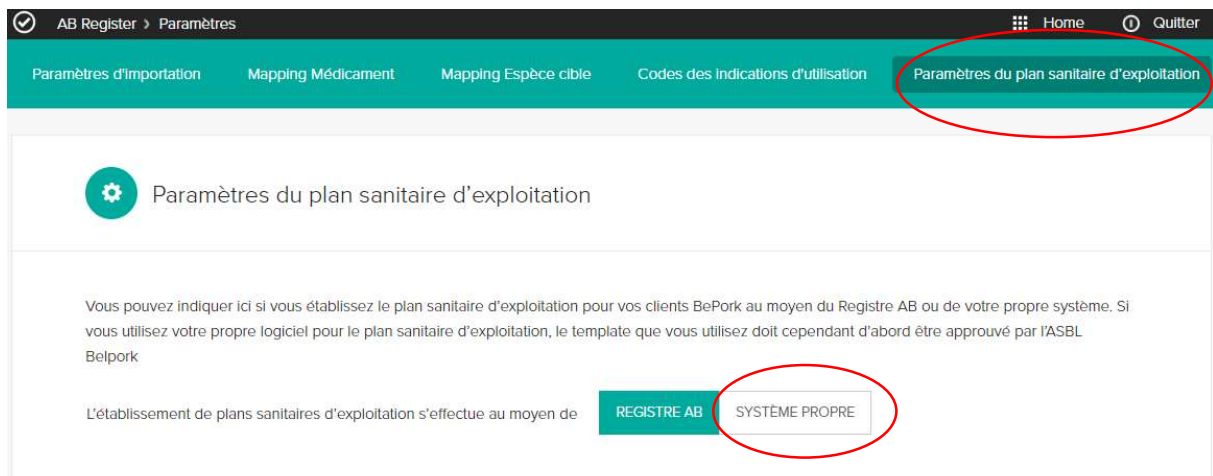 AB Register > Paramètres Home Quitter
Paramètres d'importation Mapping Médicament Mapping Espèce cible Codes des indications d'utilisation Paramètres du plan sanitaire d'exploitation
Paramètres du plan sanitaire d'exploitation
Vous pouvez indiquer ici si vous établissez le plan sanitaire d'exploitation pour vos clients BePork au moyen du Registre AB ou de votre propre système. Si
vous utilisez votre propre logiciel pour le plan sanitaire d'exploitation, le template que vous utilisez doit cependant d'abord être approuvé par l'ASBL
Belpork
L'établissement de plans sanitaires d'exploitation s'effectue au moyen de REGISTRE AB SYSTÈME PROPRE